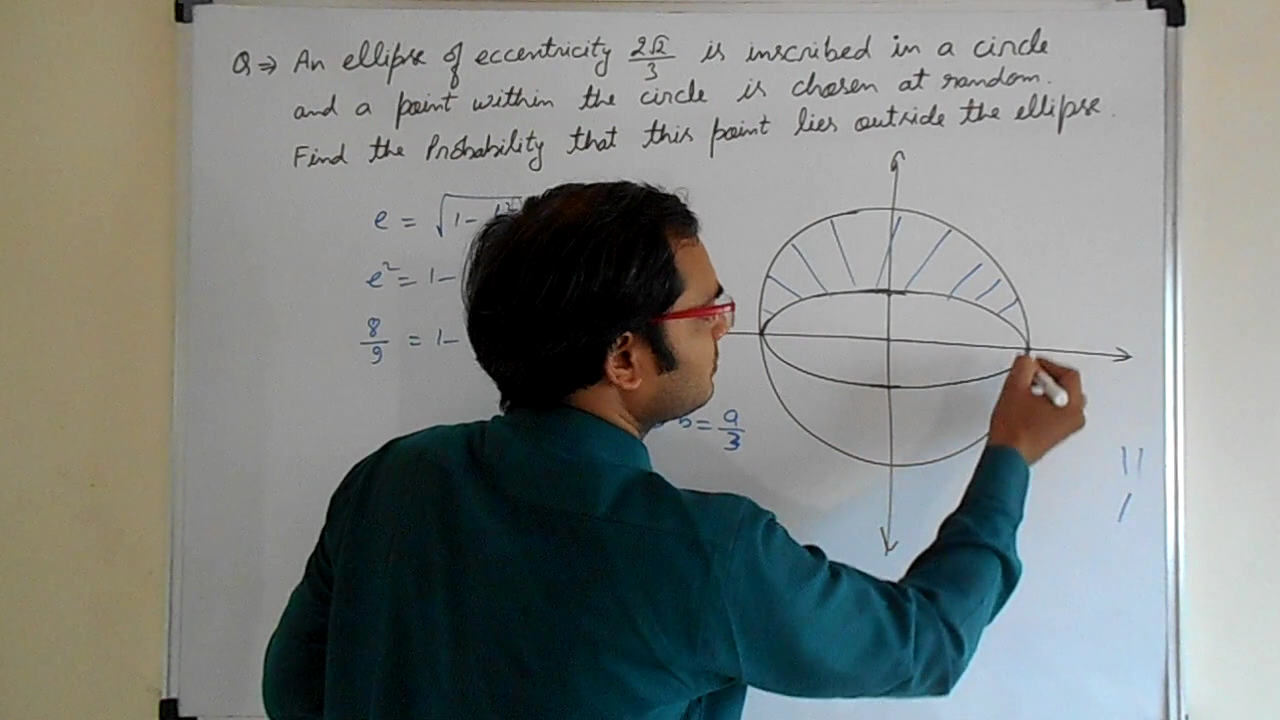 Q⇒ An ellipse of eccentricity 2√2/3 is inscribed in a circle
and a point within the circle is chosen at random.
Find the Probability that this point lies outside the ellipse.
e = √1-
e² = 1-
8/9 = 1-
b = a/3